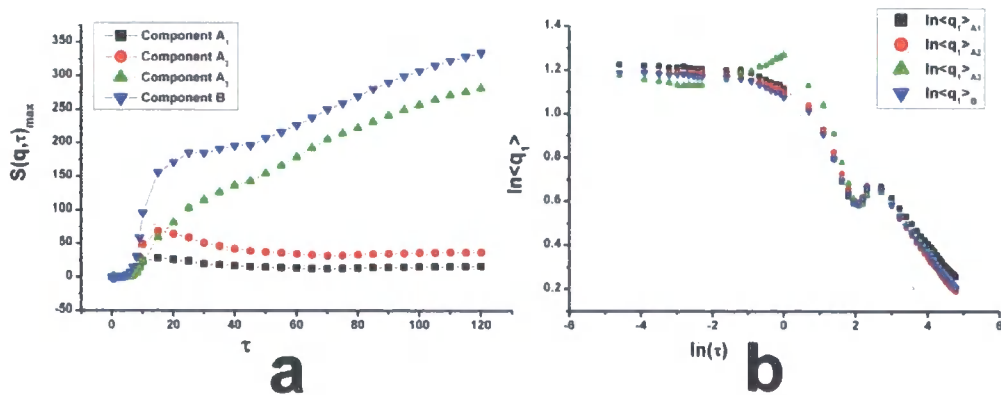 350
300
250
200
150
100
50
0
-50
S(q,τ)max
Component A1
Component A2
Component A3
Component B
0 20 40 60 80 100 120
τ
a
1.4
1.2
1.0
0.8
0.6
0.4
0.2
ln<q1>
ln<q1>A1
ln<q1>A2
ln<q1>A3
ln<q1>B
-6 -4 -2 0 2 4 6
ln(τ)
b